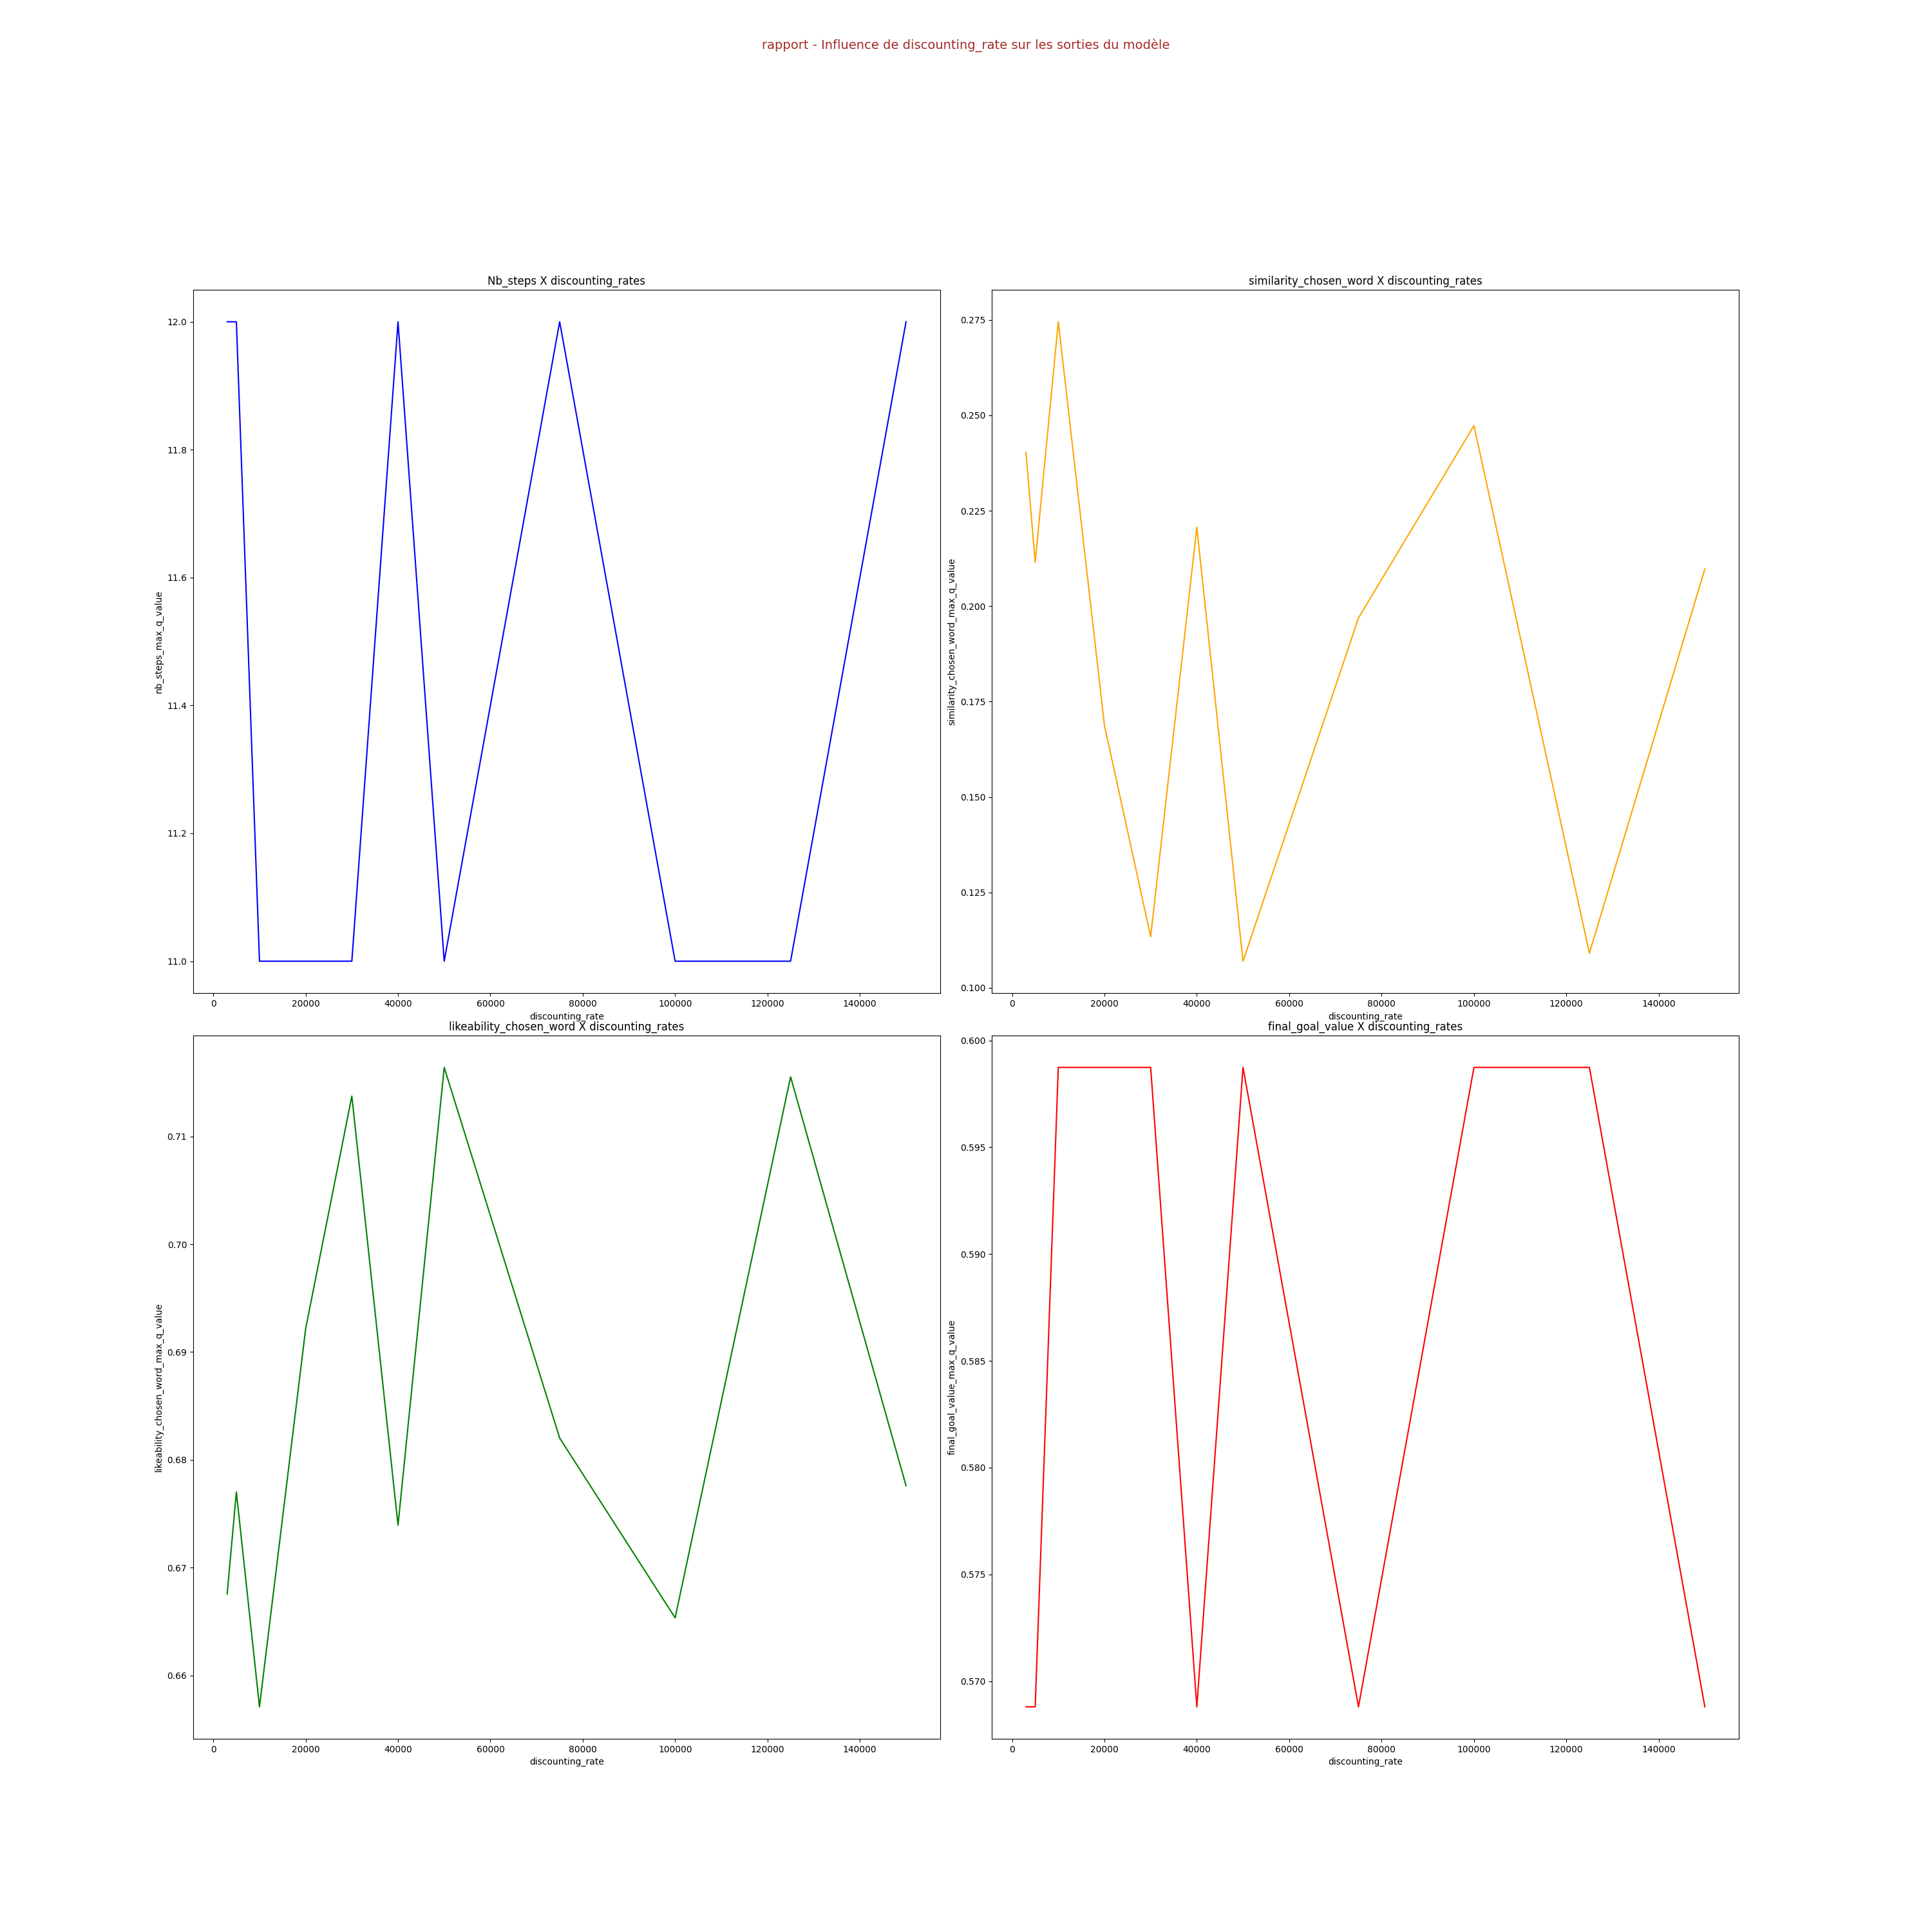 rapport - Influence de discounting_rate sur les sorties du modèle
Nb_steps X discounting_rates
12.0
11.8
11.6
11.4
11.2
11.0
nb_steps_max_q_value
0 20000 40000 60000 80000 100000 120000 140000
discounting_rate
similarity_chosen_word X discounting_rates
0.275
0.250
0.225
0.200
0.175
0.150
0.125
0.100
similarity_chosen_word_max_q_value
0 20000 40000 60000 80000 100000 120000 140000
discounting_rate
likeability_chosen_word X discounting_rates
0.71
0.70
0.69
0.68
0.67
0.66
likeability_chosen_word_max_q_value
0 20000 40000 60000 80000 100000 120000 140000
discounting_rate
final_goal_value X discounting_rates
0.600
0.595
0.590
0.585
0.580
0.575
0.570
final_goal_value_max_q_value
0 20000 40000 60000 80000 100000 120000 140000
discounting_rate